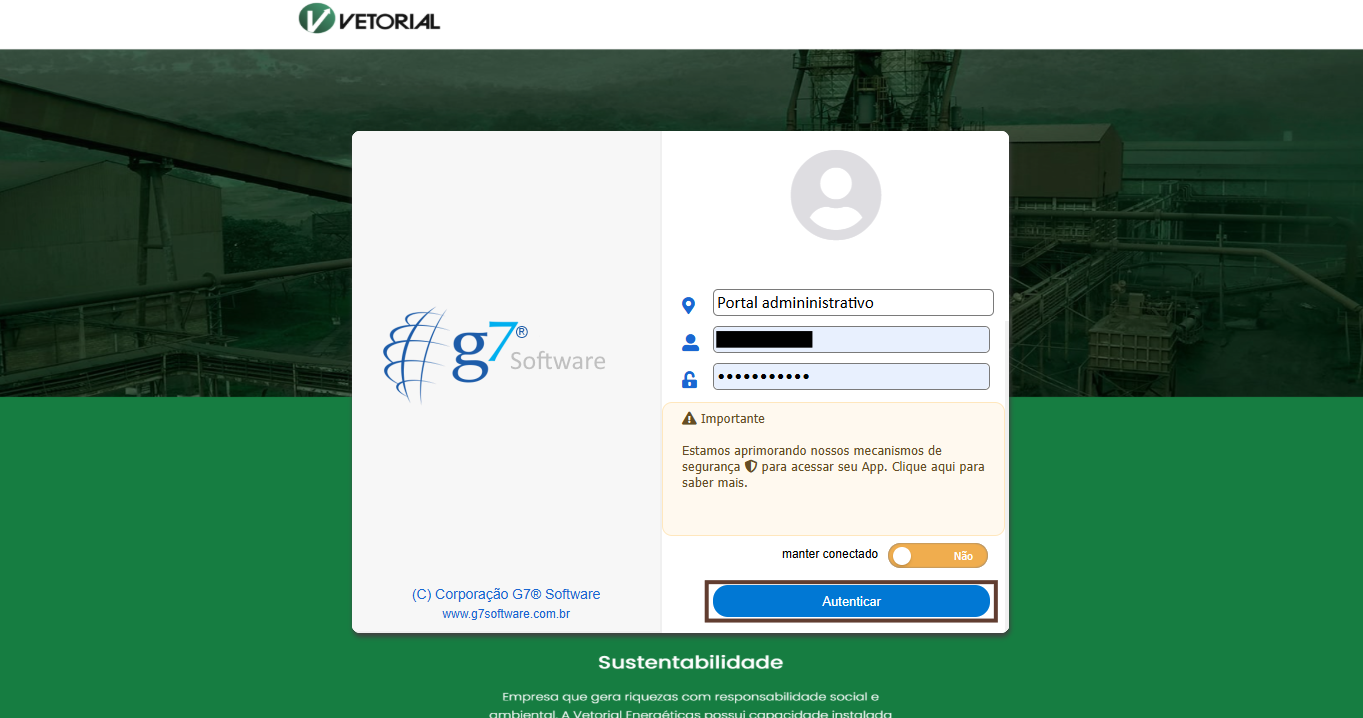 VETORIAL
Portal admininistrativo
g7®
Software
Importante
Estamos aprimorando nossos mecanismos de
segurança para acessar seu App. Clique aqui para
saber mais.
manter conectado
Não
Autenticar
(C) Corporação G7® Software
www.g7software.com.br
Sustentabilidade
Empresa que gera riquezas com responsabilidade social e
ambiental. A Vetorial Energéticas possui capacidade instalada